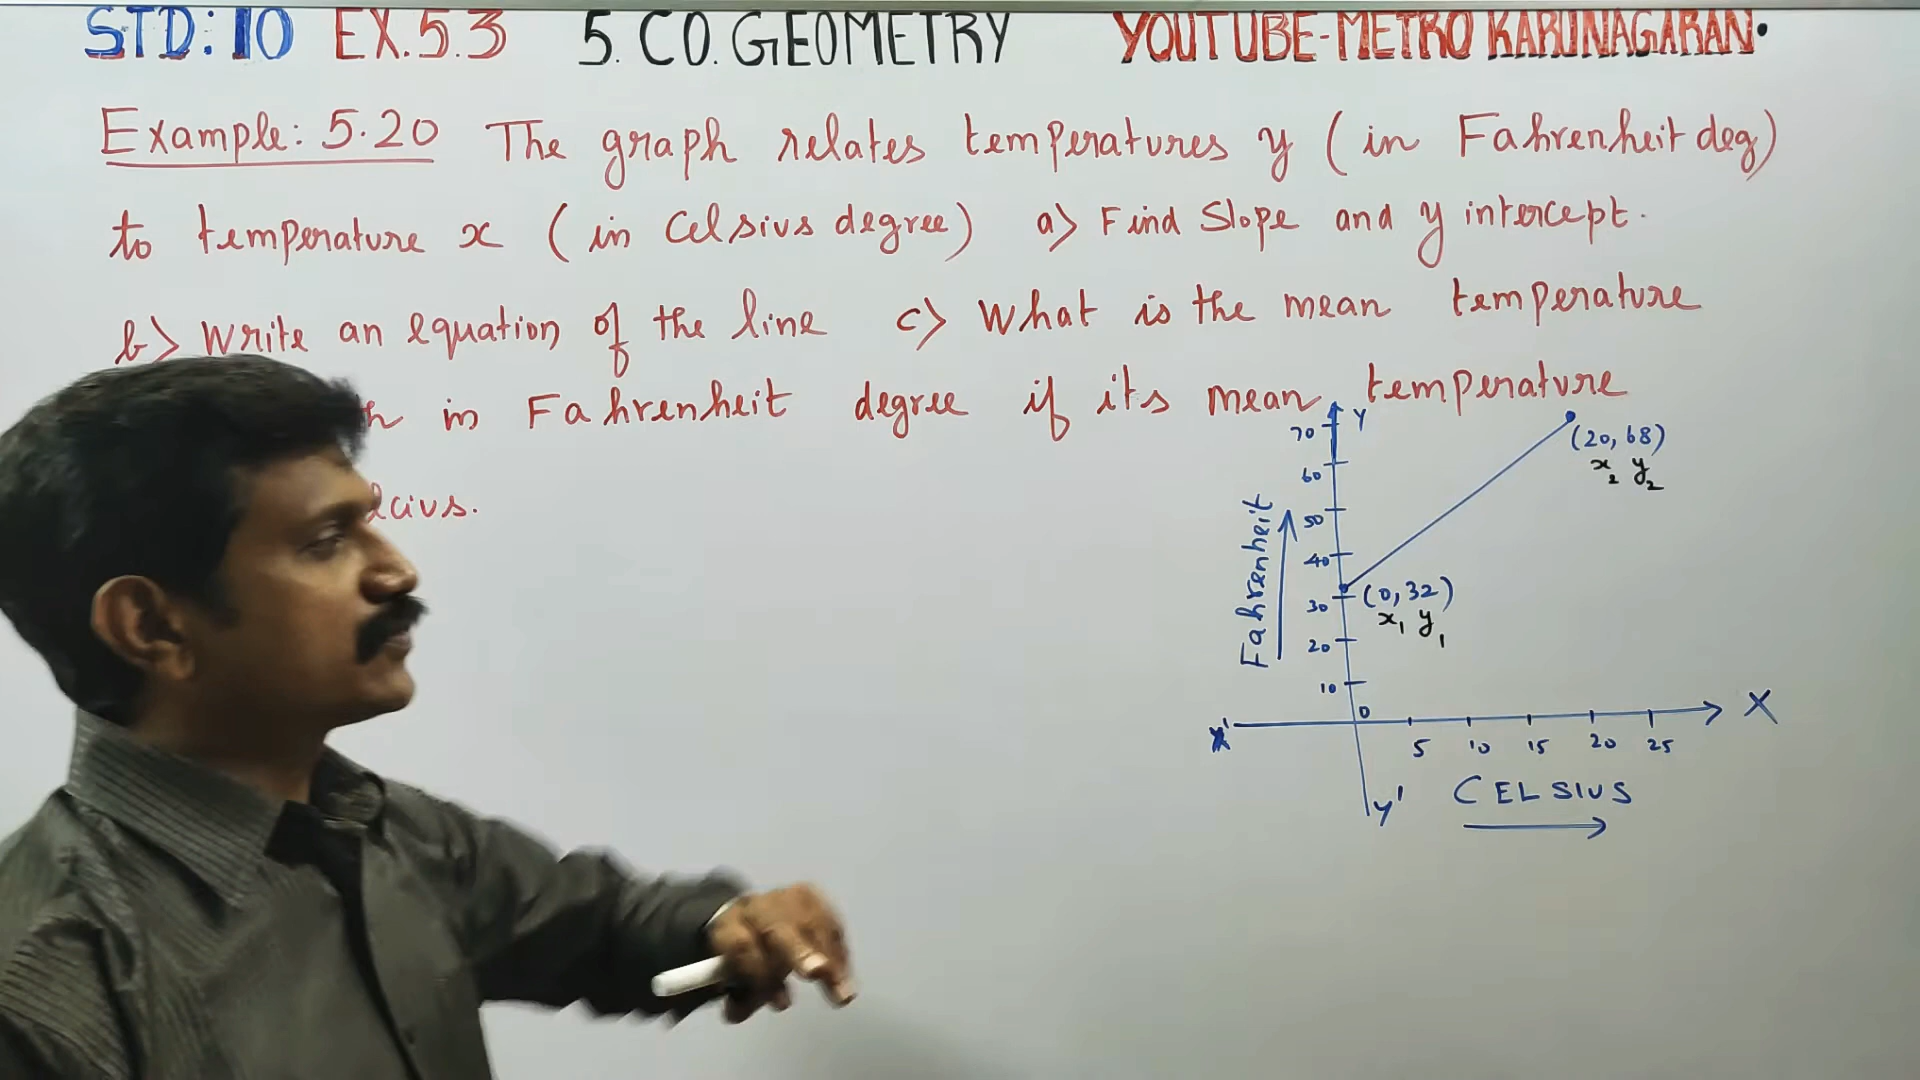 STD: 10 EX.5.3 5. CO. GEOMETRY YOUTUBE-METRO KARUNAGARAN.
Example: 5.20 The graph relates temperatures y (in Fahrenheit deg)
to temperature x (in Celsius degree) a) Find Slope and y intercept.
b) Write an equation of the line c) What is the mean temperature
in Fahrenheit degree if its mean temperature
70 Y
(20, 68)
x₂ y₂
60
50
40
(0, 32)
x₁ y₁
30
20
10
Fahrenheit
0
X' X
5 10 15 20 25
Y'
CELSIUS